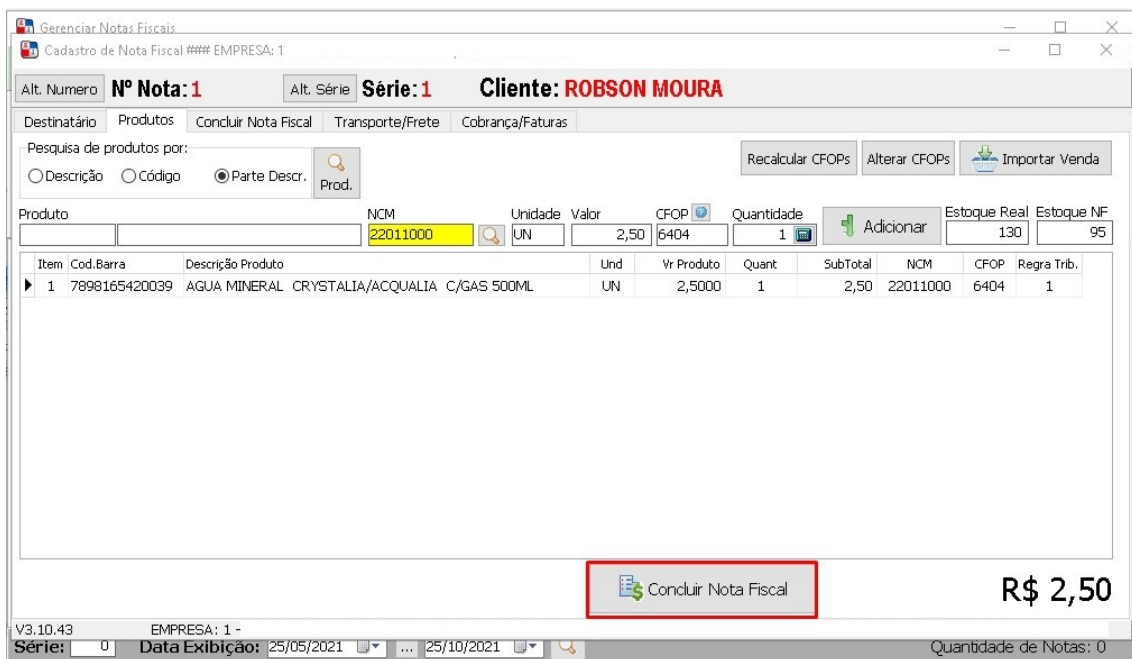 Gerenciar Notas Fiscais
Cadastro de Nota Fiscal ### EMPRESA: 1
Alt. Numero Nº Nota: 1 Alt. Série Série: 1 Cliente: ROBSON MOURA
Destinatário Produtos Concluir Nota Fiscal Transporte/Frete Cobrança/Faturas
Pesquisa de produtos por:
Descrição Código Parte Descr. Prod. Recalcular CFOPs Alterar CFOPs Importar Venda
Produto NCM Unidade Valor CFOP Quantidade Adicionar Estoque Real Estoque NF
22011000 UN 2,50 6404 1 130 95
Item Cod.Barra Descrição Produto Und Vr Produto Quant SubTotal NCM CFOP Regra Trib.
1 7898165420039 AGUA MINERAL CRYSTALIA/ACQUALIA C/GAS 500ML UN 2,5000 1 2,50 22011000 6404 1
Concluir Nota Fiscal R$ 2,50
V3.10.43 EMPRESA: 1 -
Série: 0 Data Exibição: 25/05/2021 ... 25/10/2021 Quantidade de Notas: 0